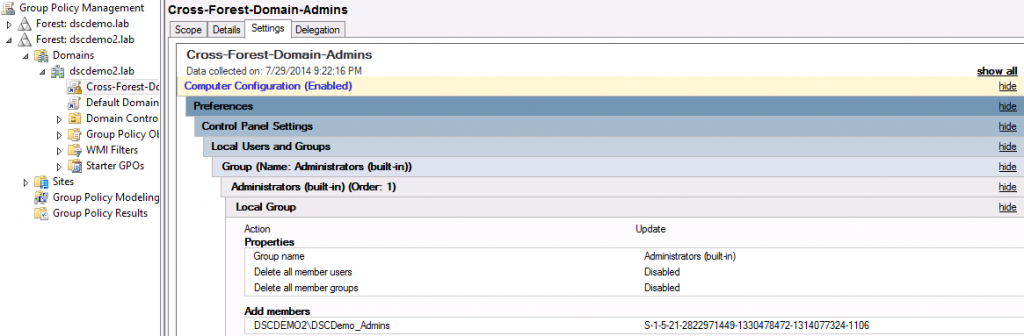 Group Policy Management
Forest: dscdemo.lab
Forest: dscdemo2.lab
Domains
dscdemo2.lab
Cross-Forest-Do
Default Domain
Domain Contro
Group Policy Ob
WMI Filters
Starter GPOs
Sites
Group Policy Modeling
Group Policy Results
Cross-Forest-Domain-Admins
Scope Details Settings Delegation
Cross-Forest-Domain-Admins
Data collected on: 7/29/2014 9:22:16 PM show all
Computer Configuration (Enabled) hide
Preferences hide
Control Panel Settings hide
Local Users and Groups hide
Group (Name: Administrators (built-in)) hide
Administrators (built-in) (Order: 1) hide
Local Group hide
Action Update
Properties
Group name Administrators (built-in)
Delete all member users Disabled
Delete all member groups Disabled
Add members
DSCDEMO2\DSCDemo_Admins S-1-5-21-2822971449-1330478472-1314077324-1106